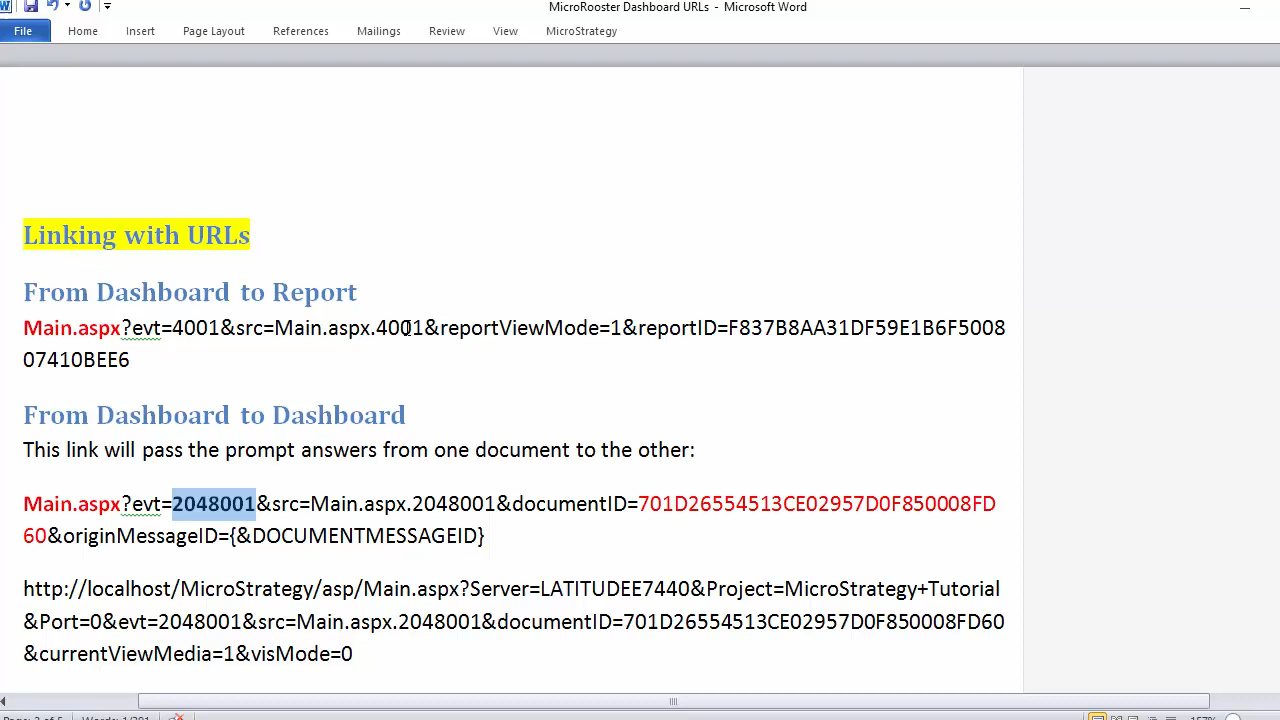 MicroRooster Dashboard URLs - Microsoft Word
File Home Insert Page Layout References Mailings Review View MicroStrategy
Linking with URLs
From Dashboard to Report
Main.aspx?evt=4001&src=Main.aspx.4001&reportViewMode=1&reportID=F837B8AA31DF59E1B6F5008
07410BEE6
From Dashboard to Dashboard
This link will pass the prompt answers from one document to the other:
Main.aspx?evt=2048001&src=Main.aspx.2048001&documentID=701D26554513CE02957D0F850008FD
60&originMessageID={&DOCUMENTMESSAGEID}
http://localhost/MicroStrategy/asp/Main.aspx?Server=LATITUDEE7440&Project=MicroStrategy+Tutorial
&Port=0&evt=2048001&src=Main.aspx.2048001&documentID=701D26554513CE02957D0F850008FD60
&currentViewMedia=1&visMode=0